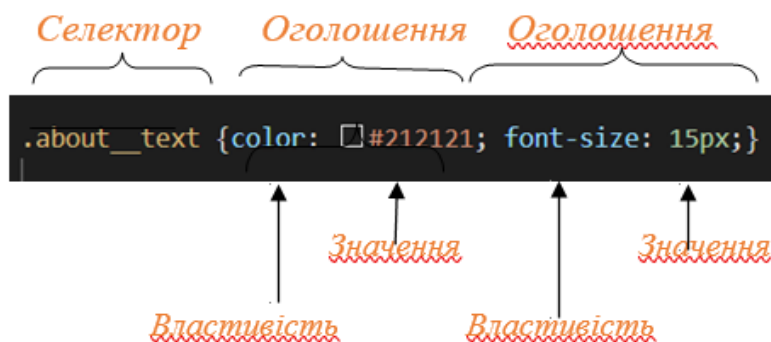 Селектор Оголошення Оголошення
.about__text {color: #212121; font-size: 15px;}
Значення Значення
Властивість Властивість